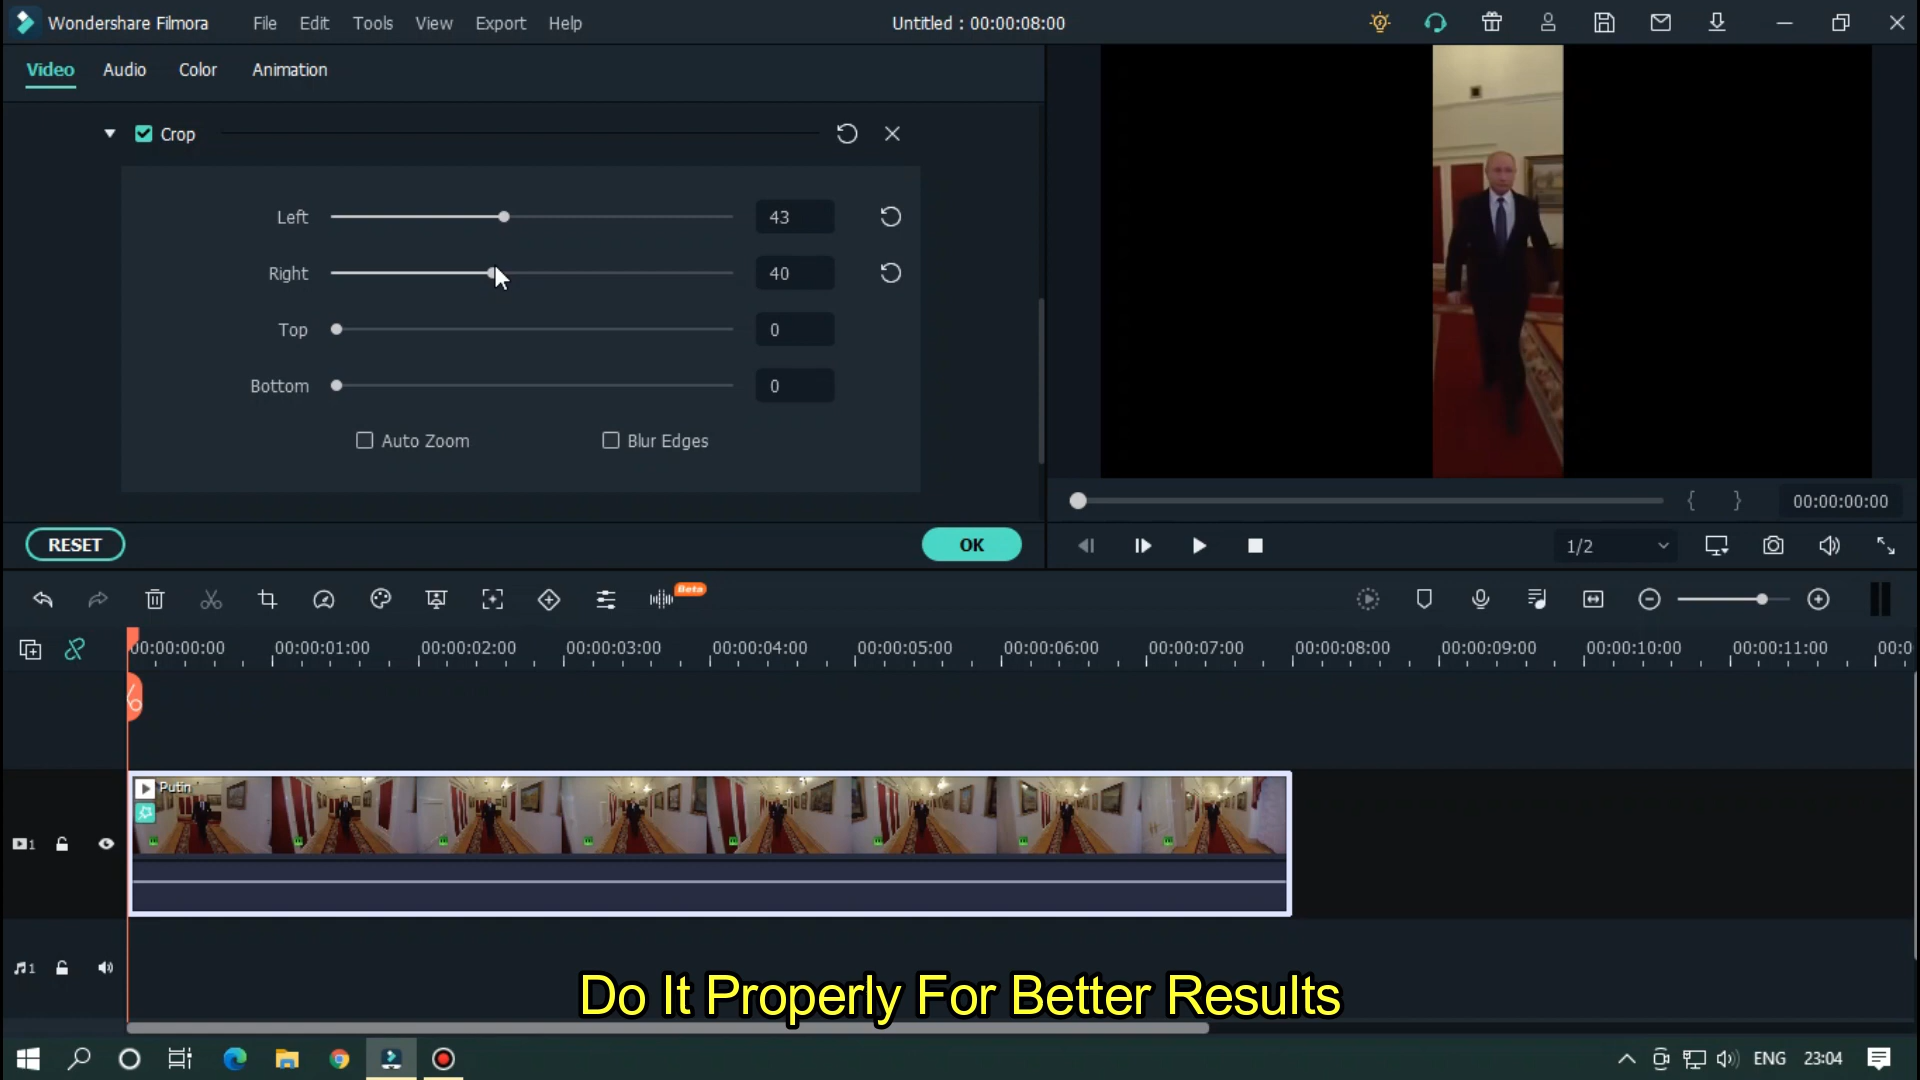 Wondershare Filmora File Edit Tools View Export Help Untitled : 00:00:08:00
Video Audio Color Animation
Crop
Left 43
Right 40
Top 0
Bottom 0
Auto Zoom Blur Edges
00:00:00:00
RESET OK 1/2
Beta
00:00:00:00 00:00:01:00 00:00:02:00 00:00:03:00 00:00:04:00 00:00:05:00 00:00:06:00 00:00:07:00 00:00:08:00 00:00:09:00 00:00:10:00 00:00:11:00 00:0
Putin
1
1
Do It Properly For Better Results
ENG 23:04